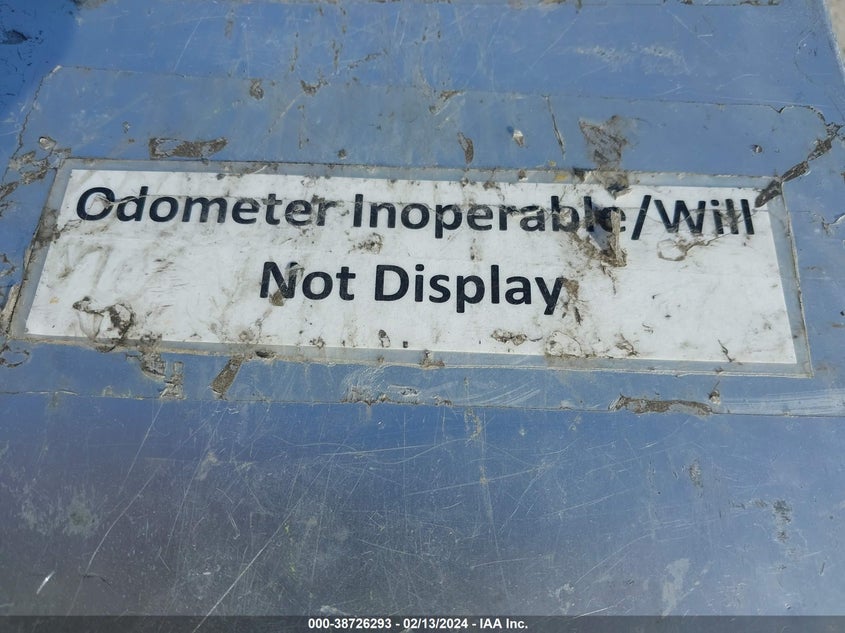 Odometer Inoperable/Will
Not Display
000-38726293 - 02/13/2024 - IAA Inc.